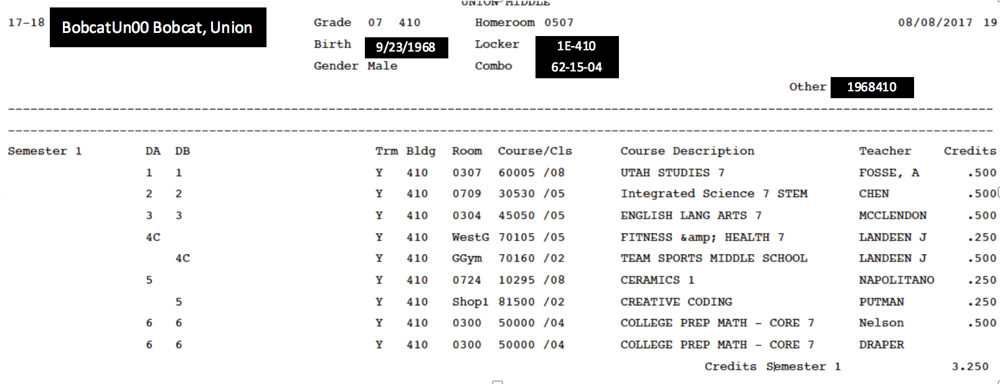 UNION MIDDLE
17-18 BobcatUn00 Bobcat, Union Grade 07 410 Homeroom 0507 08/08/2017 19
Birth 9/23/1968 Locker 1E-410
Gender Male Combo 62-15-04
Other 1968410
Semester 1 DA DB Trm Bldg Room Course/Cls Course Description Teacher Credits
1 1 Y 410 0307 60005 /08 UTAH STUDIES 7 FOSSE, A .500
2 2 Y 410 0709 30530 /05 Integrated Science 7 STEM CHEN .500
3 3 Y 410 0304 45050 /05 ENGLISH LANG ARTS 7 MCCLENDON .500
4C Y 410 WestG 70105 /05 FITNESS &amp; HEALTH 7 LANDEEN J .250
4C Y 410 GGym 70160 /02 TEAM SPORTS MIDDLE SCHOOL LANDEEN J .500
5 Y 410 0724 10295 /08 CERAMICS 1 NAPOLITANO .250
5 Y 410 Shop1 81500 /02 CREATIVE CODING PUTMAN .250
6 6 Y 410 0300 50000 /04 COLLEGE PREP MATH - CORE 7 Nelson .500
6 6 Y 410 0300 50000 /04 COLLEGE PREP MATH - CORE 7 DRAPER
Credits Semester 1 3.250